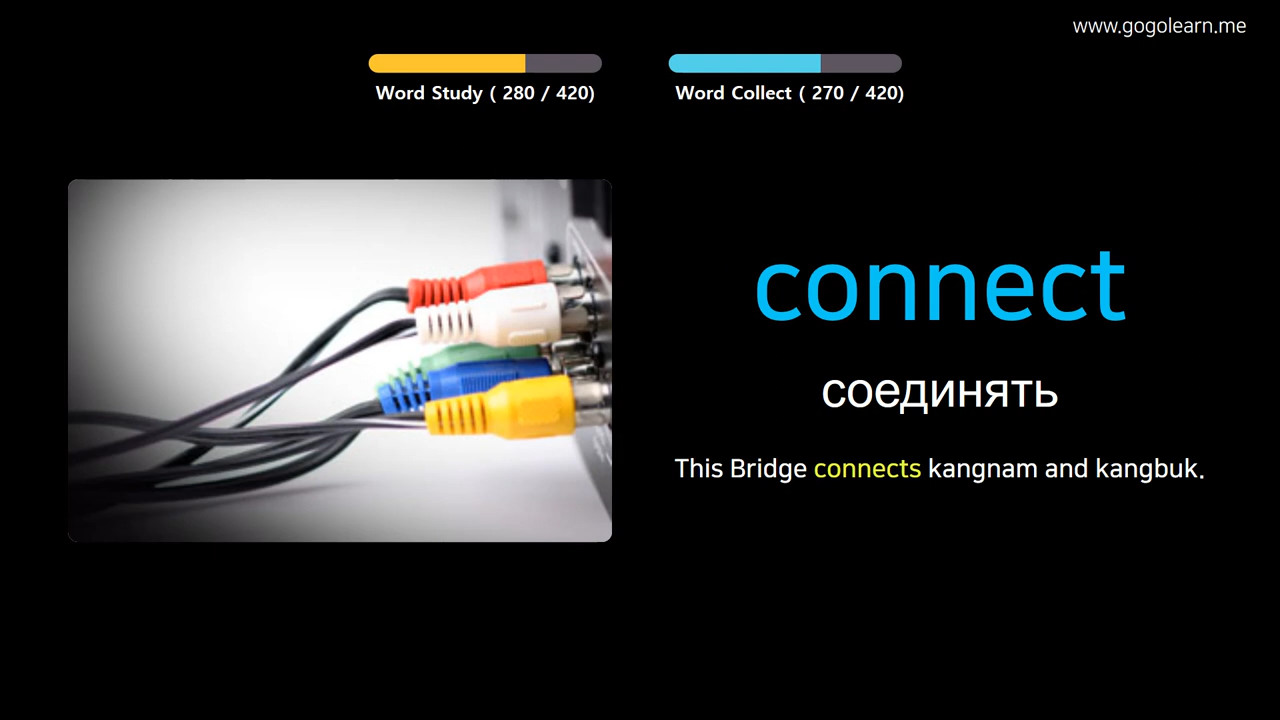 www.gogolearn.me
Word Study ( 280 / 420)
Word Collect ( 270 / 420)
connect
соединять
This Bridge connects kangnam and kangbuk.